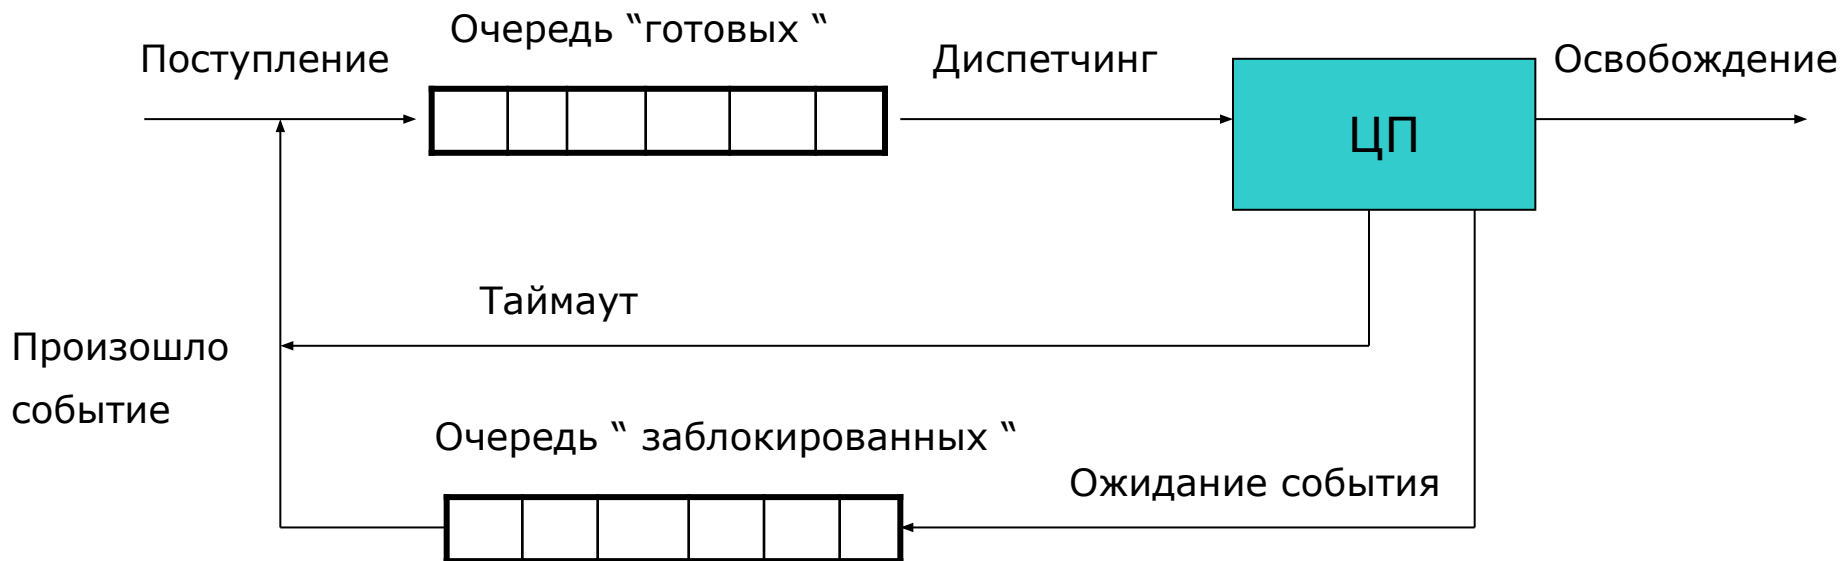 Очередь “готовых “
Поступление
Диспетчинг
Освобождение
ЦП
Таймаут
Произошло
событие
Очередь “ заблокированных “
Ожидание события